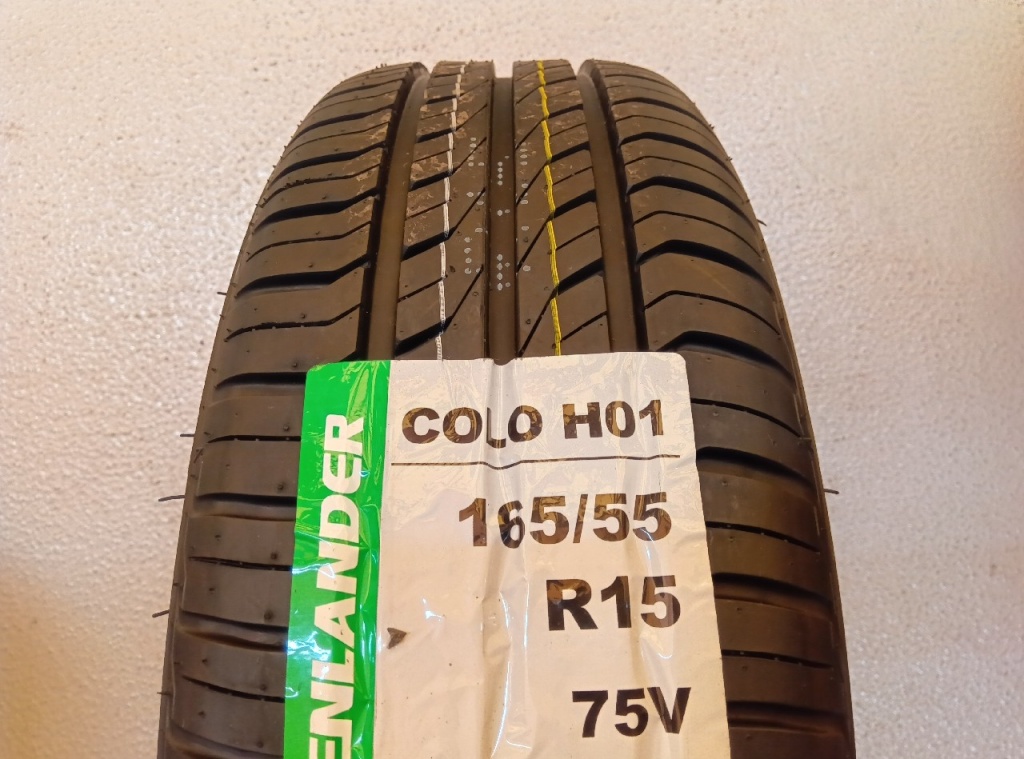 COLO H01
165/55
R15
75V
ENLANDER